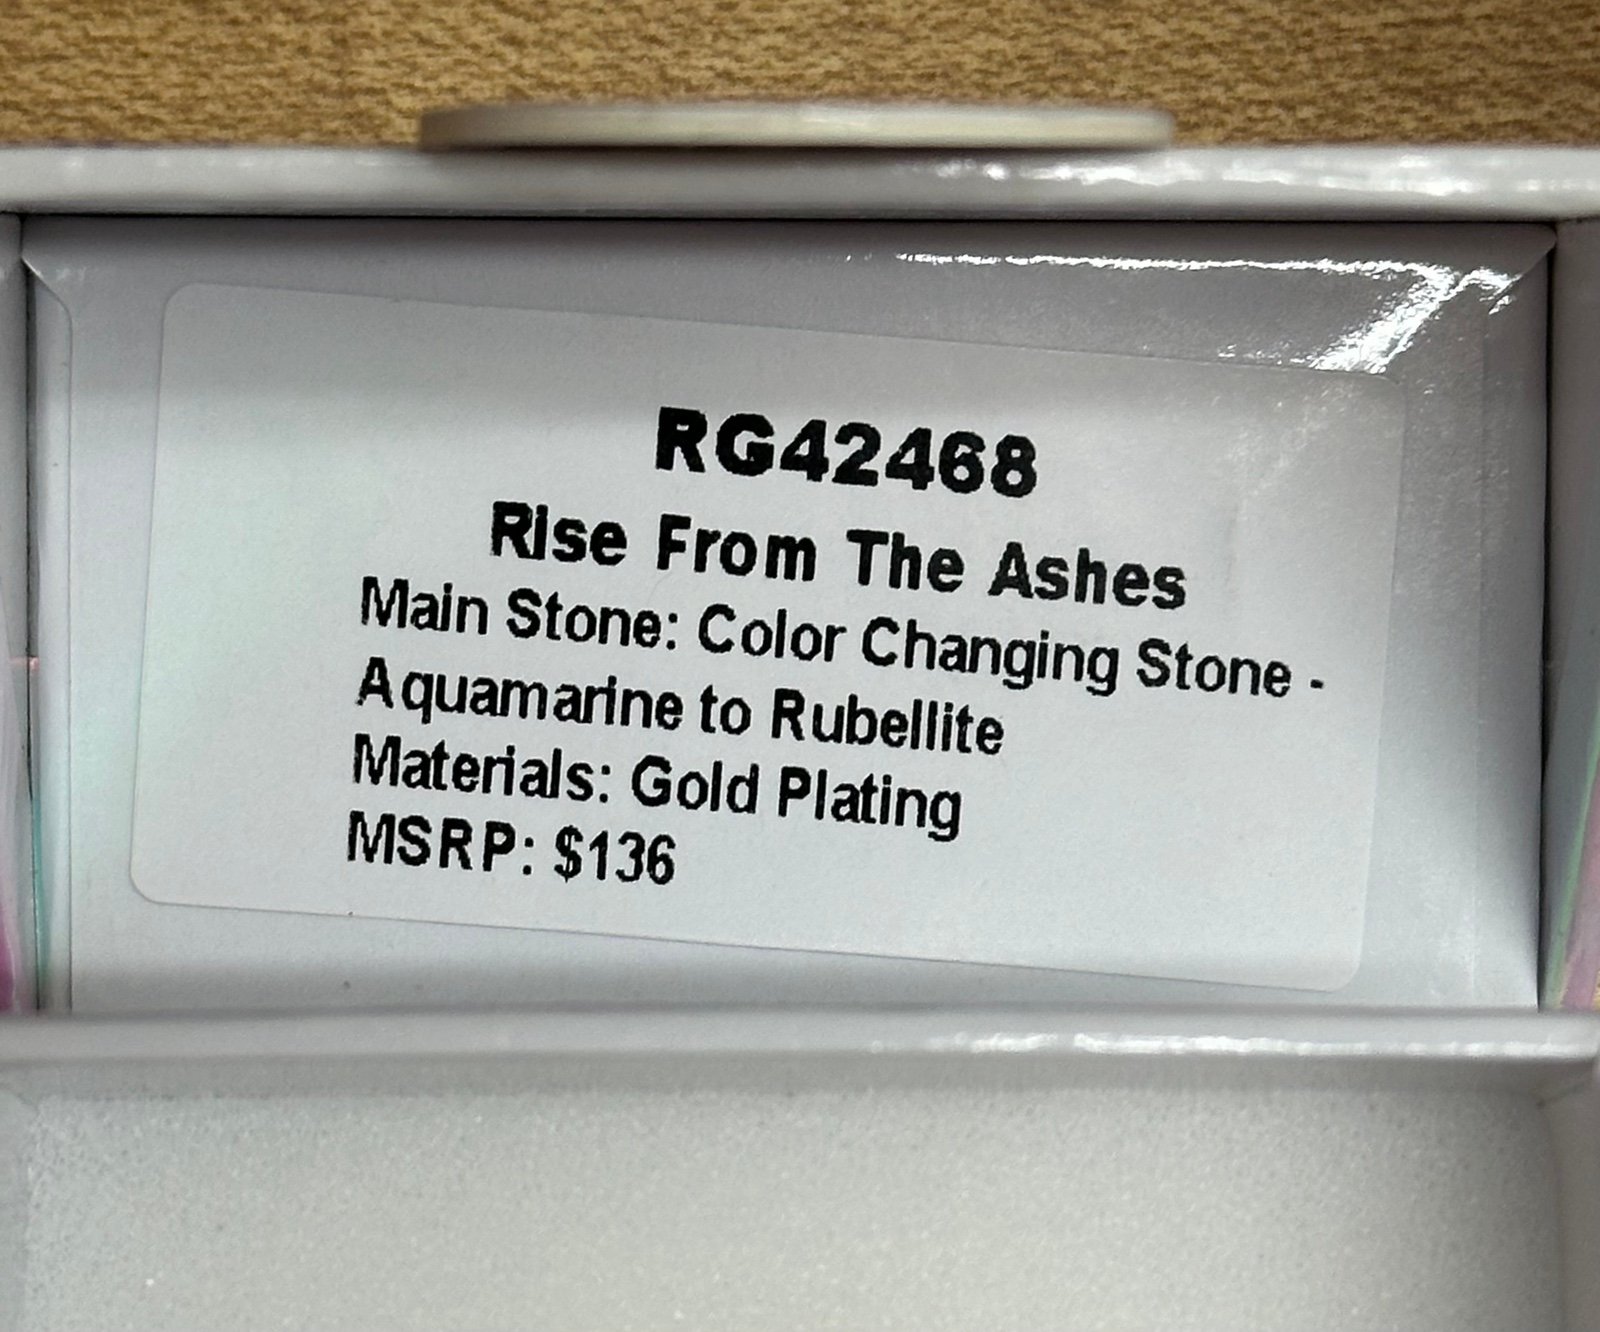 RG42468
Rise From The Ashes
Main Stone: Color Changing Stone -
Aquamarine to Rubellite
Materials: Gold Plating
MSRP: $136